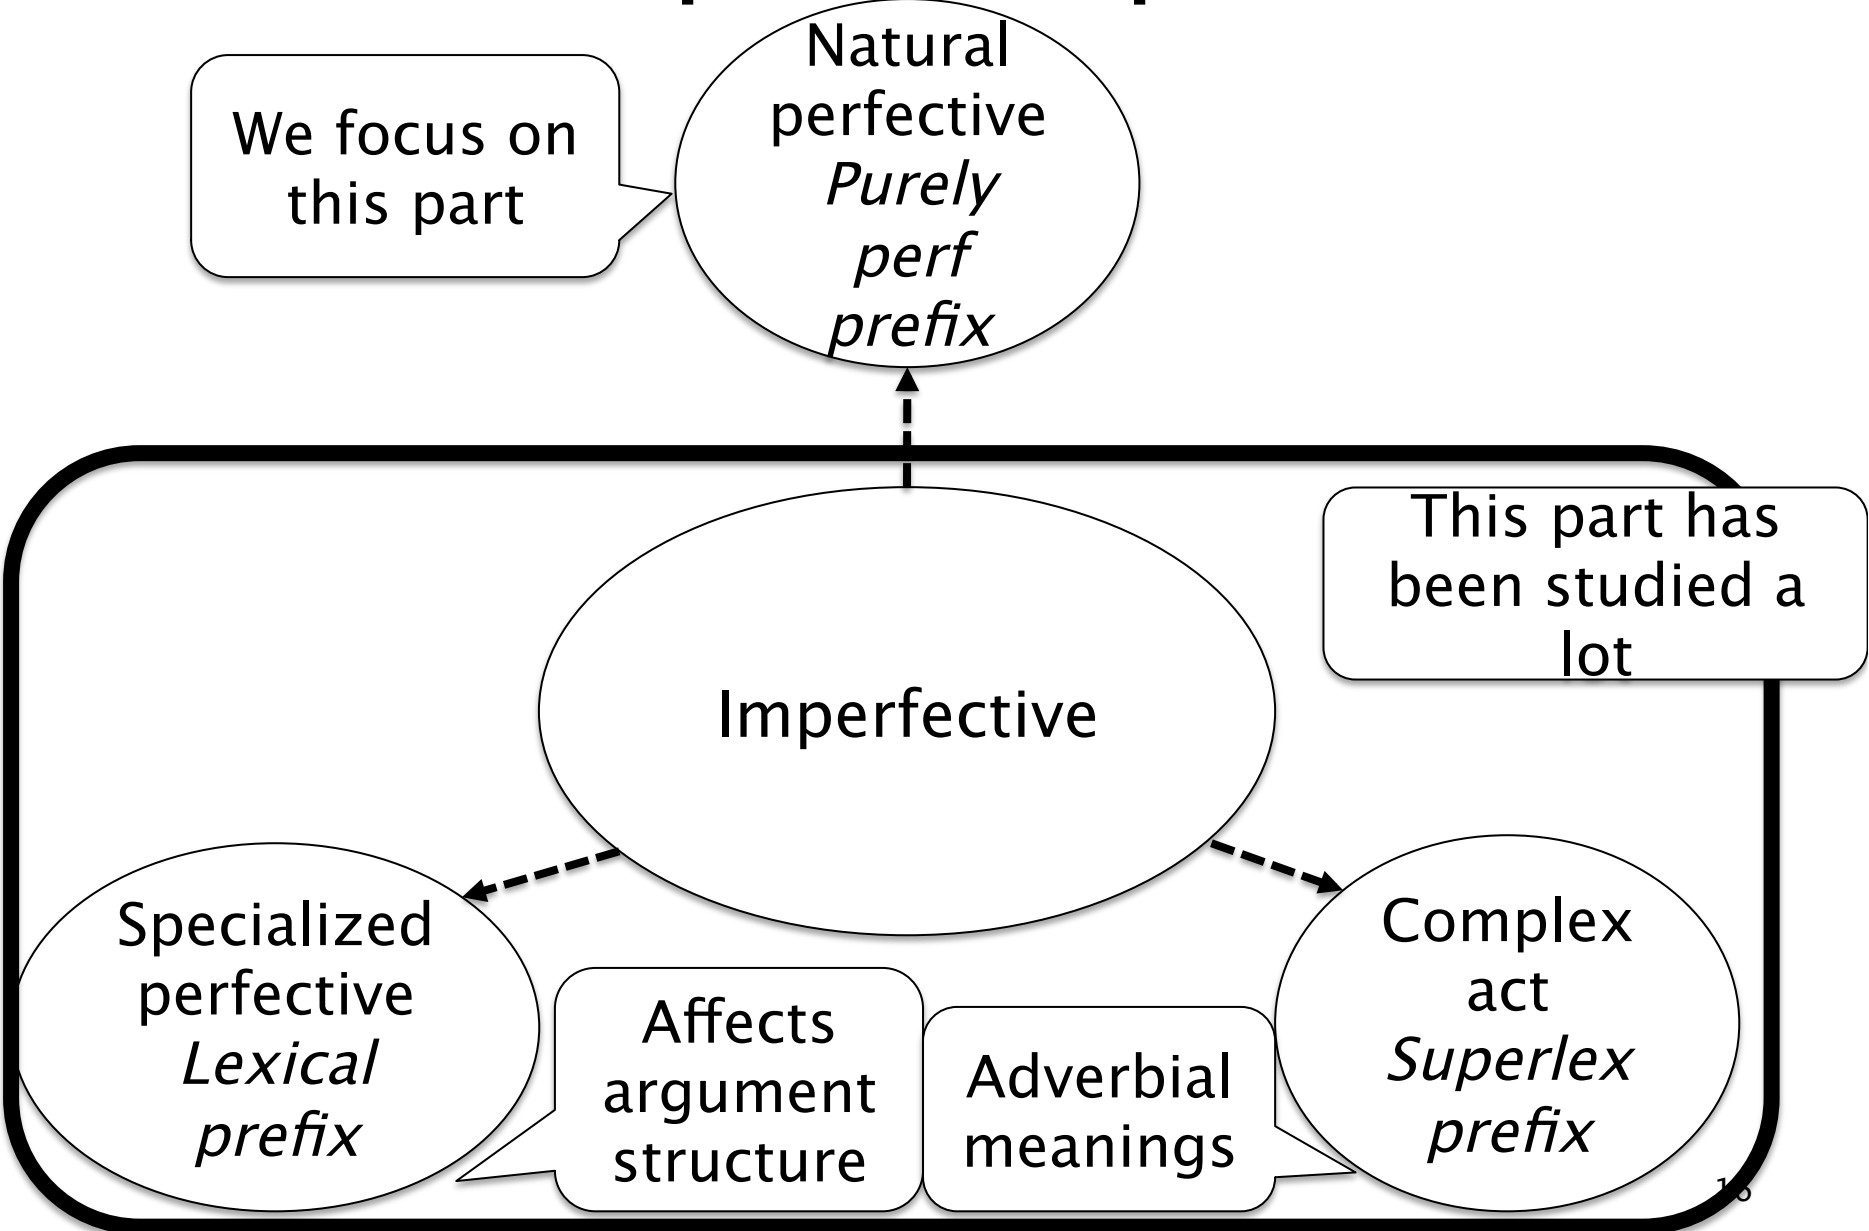 Natural
perfective
Purely
perf
prefix
We focus on
this part
This part has
been studied a
lot
Imperfective
Specialized
perfective
Lexical
prefix
Affects
argument
structure
Adverbial
meanings
Complex
act
Superlex
prefix